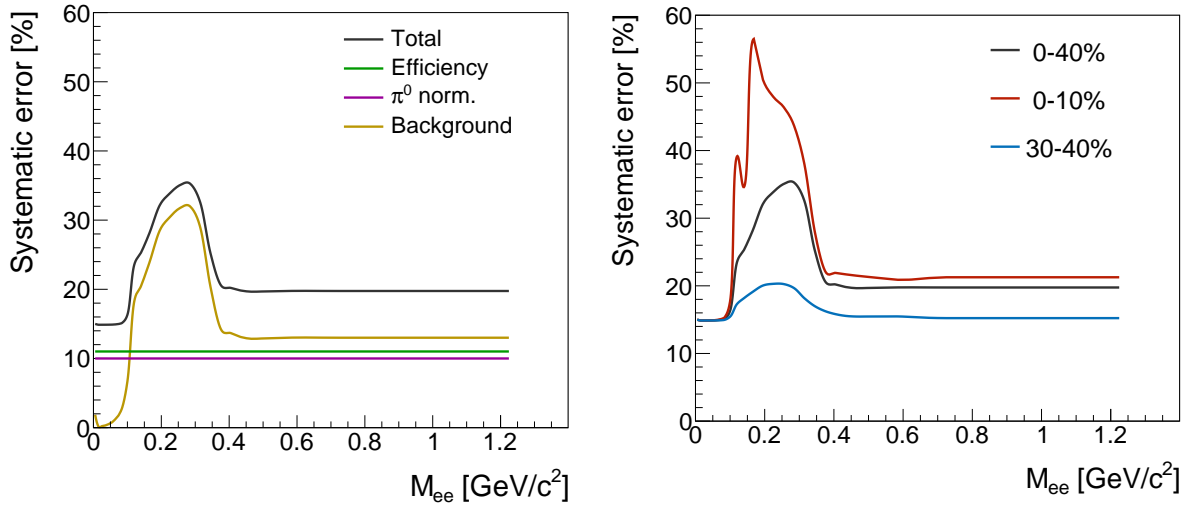 Systematic error [%]
60
50
40
30
20
10
0
Total
Efficiency
π⁰ norm.
Background
0 0.2 0.4 0.6 0.8 1 1.2
M_ee [GeV/c²]
Systematic error [%]
60
50
40
30
20
10
0
0-40%
0-10%
30-40%
0 0.2 0.4 0.6 0.8 1 1.2
M_ee [GeV/c²]